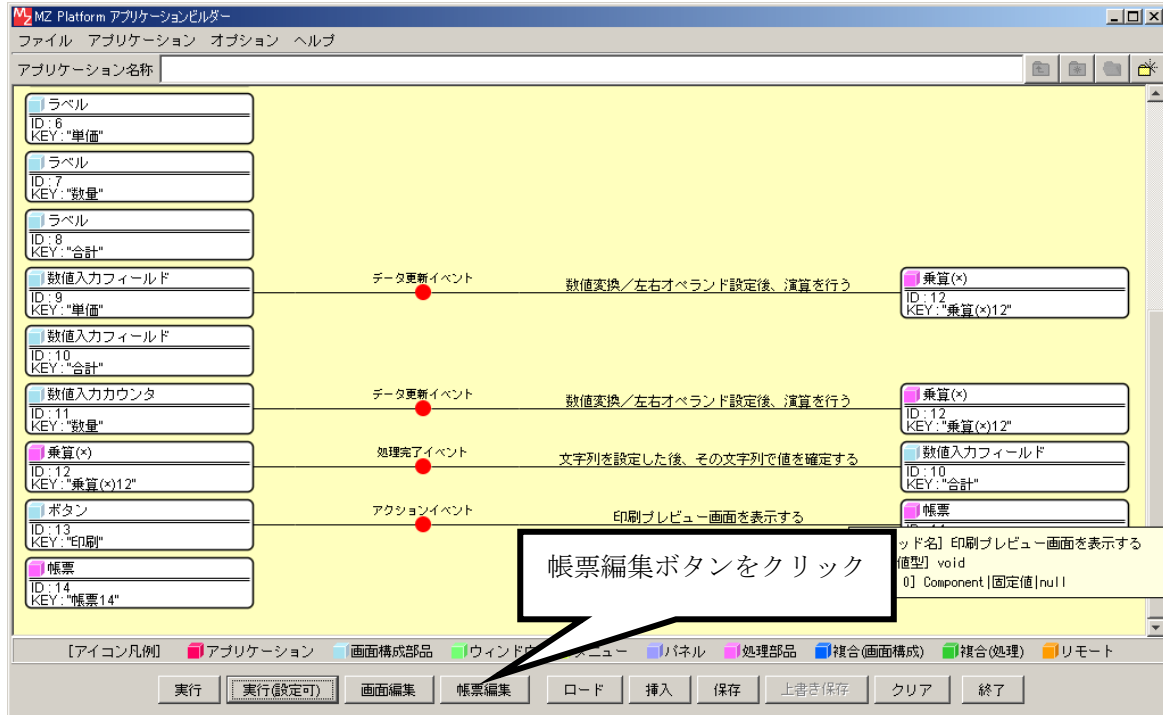 MZ Platform アプリケーションビルダー
ファイル アプリケーション オプション ヘルプ
アプリケーション名称
ラベル
ID : 6
KEY : "単価"
ラベル
ID : 7
KEY : "数量"
ラベル
ID : 8
KEY : "合計"
数値入力フィールド
ID : 9
KEY : "単価"
データ更新イベント
数値変換／左右オペランド設定後、演算を行う
乗算(×)
ID : 12
KEY : "乗算(×)12"
数値入力フィールド
ID : 10
KEY : "合計"
数値入力カウンタ
ID : 11
KEY : "数量"
データ更新イベント
数値変換／左右オペランド設定後、演算を行う
乗算(×)
ID : 12
KEY : "乗算(×)12"
乗算(×)
ID : 12
KEY : "乗算(×)12"
処理完了イベント
文字列を設定した後、その文字列で値を確定する
数値入力フィールド
ID : 10
KEY : "合計"
ボタン
ID : 13
KEY : "印刷"
アクションイベント
印刷プレビュー画面を表示する
帳票
ッド名] 印刷プレビュー画面を表示する
値型] void
0] Component|固定値|null
帳票
ID : 14
KEY : "帳票14"
帳票編集ボタンをクリック
[アイコン凡例] アプリケーション 画面構成部品 ウィンドウ メニュー パネル 処理部品 複合(画面構成) 複合(処理) リモート
実行 実行(設定可) 画面編集 帳票編集 ロード 挿入 保存 上書き保存 クリア 終了